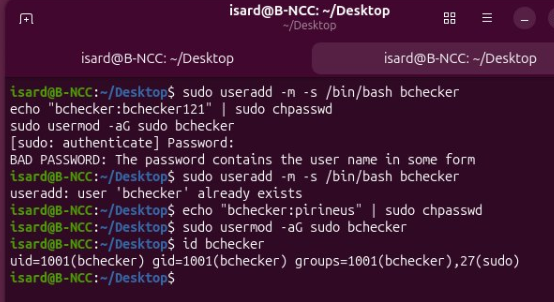 isard@B-NCC: ~/Desktop
~/Desktop
isard@B-NCC: ~/Desktop
isard@B-NCC: ~/Desktop
isard@B-NCC:~/Desktop$ sudo useradd -m -s /bin/bash bchecker
echo "bchecker:bchecker121" | sudo chpasswd
sudo usermod -aG sudo bchecker
[sudo: authenticate] Password:
BAD PASSWORD: The password contains the user name in some form
isard@B-NCC:~/Desktop$ sudo useradd -m -s /bin/bash bchecker
useradd: user 'bchecker' already exists
isard@B-NCC:~/Desktop$ echo "bchecker:pirineus" | sudo chpasswd
isard@B-NCC:~/Desktop$ sudo usermod -aG sudo bchecker
isard@B-NCC:~/Desktop$ id bchecker
uid=1001(bchecker) gid=1001(bchecker) groups=1001(bchecker),27(sudo)
isard@B-NCC:~/Desktop$